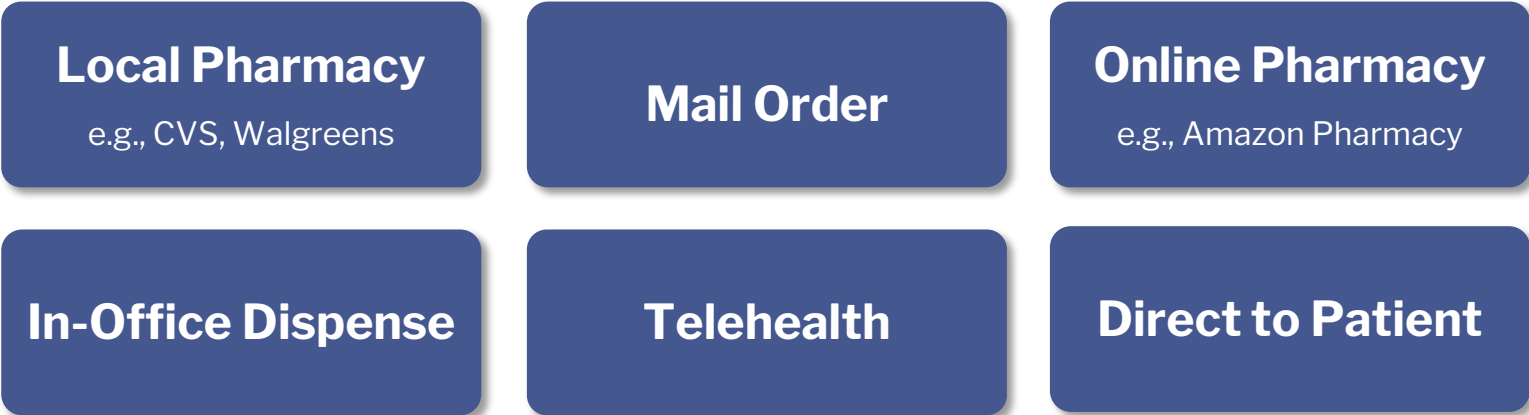 Local Pharmacy
e.g., CVS, Walgreens
Mail Order
Online Pharmacy
e.g., Amazon Pharmacy
In-Office Dispense
Telehealth
Direct to Patient